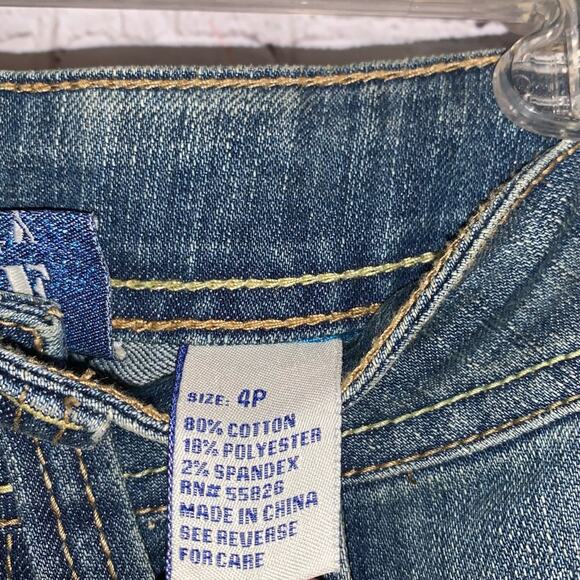 SIZE: 4P
80% COTTON
18% POLYESTER
2% SPANDEX
RN# 55826
MADE IN CHINA
SEE REVERSE
FOR CARE